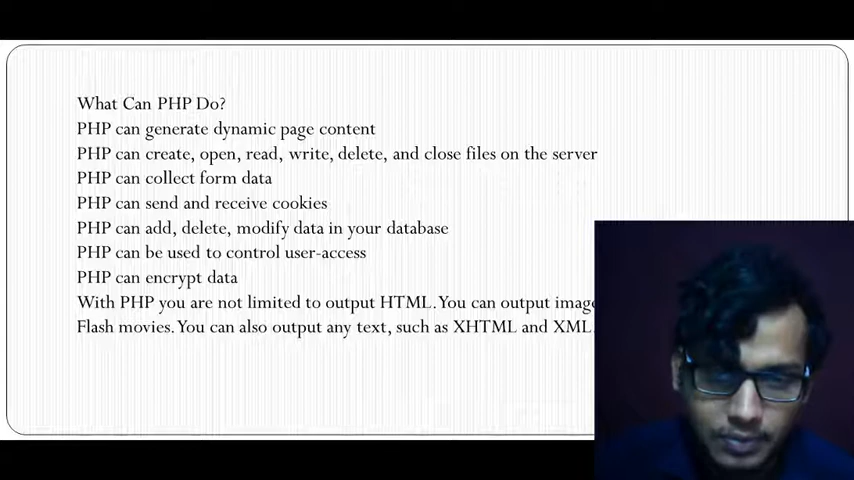 What Can PHP Do?
PHP can generate dynamic page content
PHP can create, open, read, write, delete, and close files on the server
PHP can collect form data
PHP can send and receive cookies
PHP can add, delete, modify data in your database
PHP can be used to control user-access
PHP can encrypt data
With PHP you are not limited to output HTML. You can output
Flash movies. You can also output any text, such as XHTML and XML.